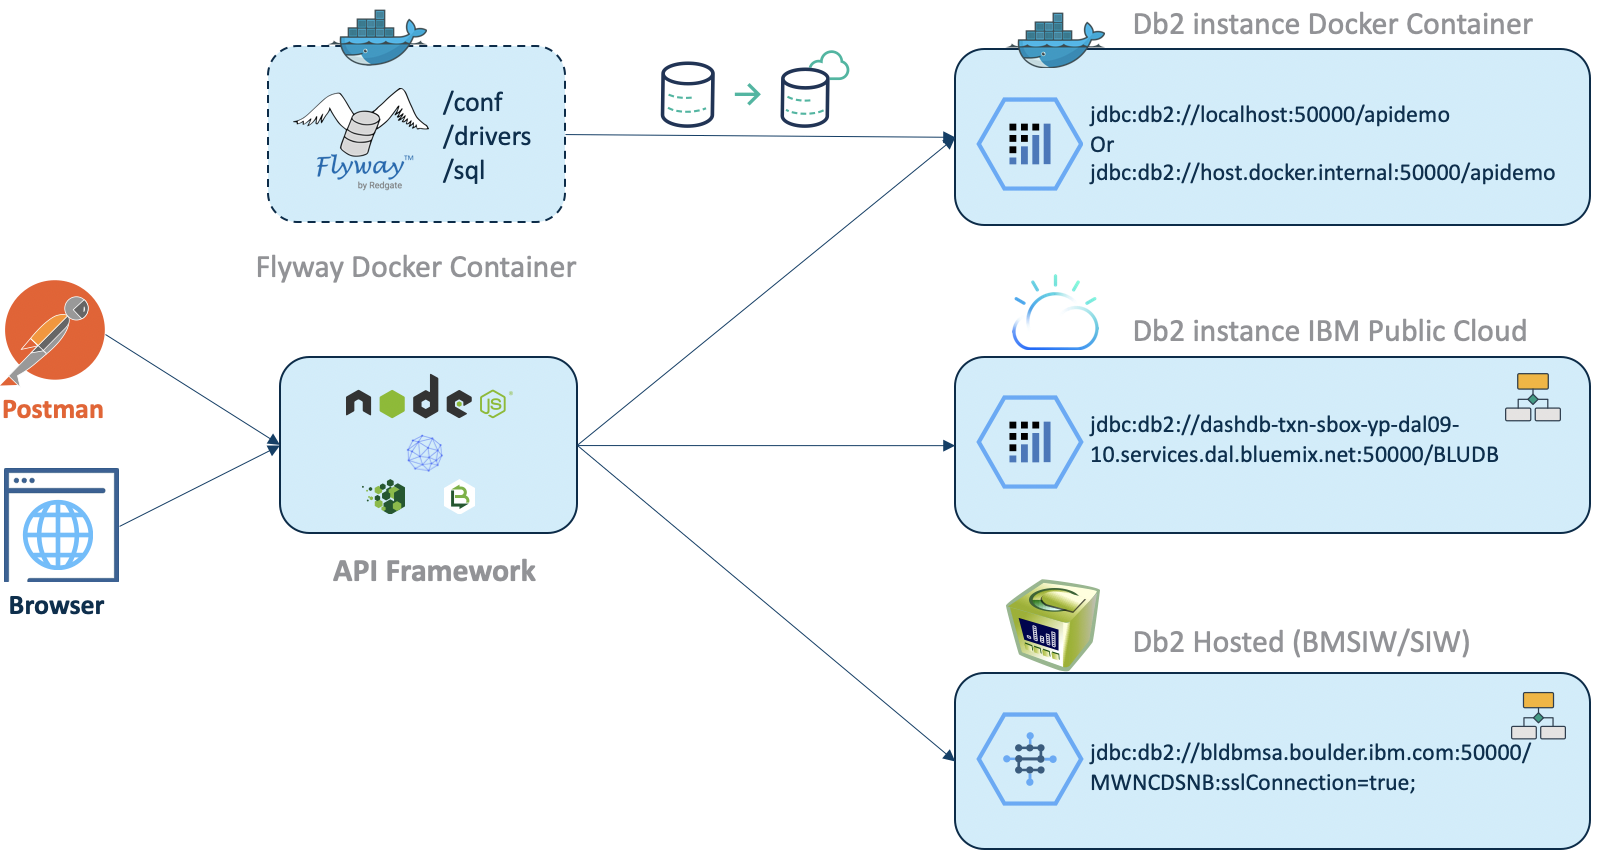 Db2 instance Docker Container
/conf
/drivers
/sql
Flyway™
by Redgate
jdbc:db2://localhost:50000/apidemo
Or
jdbc:db2://host.docker.internal:50000/apidemo
Flyway Docker Container
Db2 instance IBM Public Cloud
Postman
node
JS
jdbc:db2://dashdb-txn-sbox-yp-dal09-
10.services.dal.bluemix.net:50000/BLUDB
B
API Framework
Browser
Db2 Hosted (BMSIW/SIW)
jdbc:db2://bldbmsa.boulder.ibm.com:50000/
MWNCDSNB:sslConnection=true;